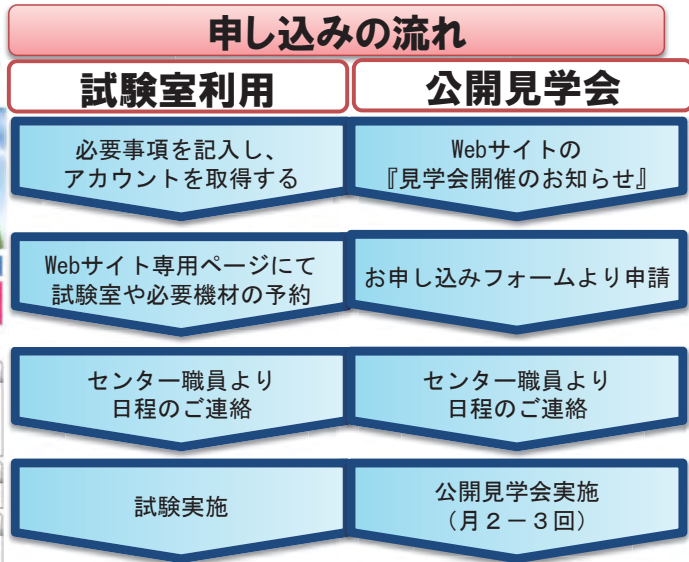 申し込みの流れ
試験室利用
公開見学会
必要事項を記入し、
アカウントを取得する
Webサイトの
『見学会開催のお知らせ』
Webサイト専用ページにて
試験室や必要機材の予約
お申し込みフォームより申請
センター職員より
日程のご連絡
センター職員より
日程のご連絡
試験実施
公開見学会実施
（月２－３回）